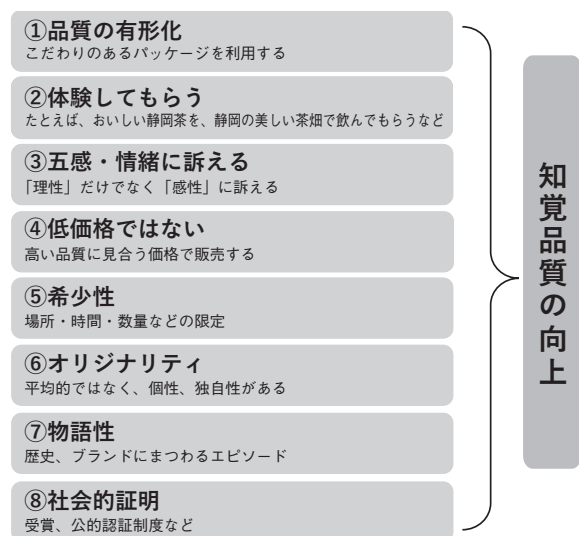 ①品質の有形化
こだわりのあるパッケージを利用する
②体験してもらう
たとえば、おいしい静岡茶を、静岡の美しい茶畑で飲んでもらうなど
③五感・情緒に訴える
「理性」だけでなく「感性」に訴える
④低価格ではない
高い品質に見合う価格で販売する
⑤希少性
場所・時間・数量などの限定
⑥オリジナリティ
平均的ではなく、個性、独自性がある
⑦物語性
歴史、ブランドにまつわるエピソード
⑧社会的証明
受賞、公的認証制度など
知覚品質の向上